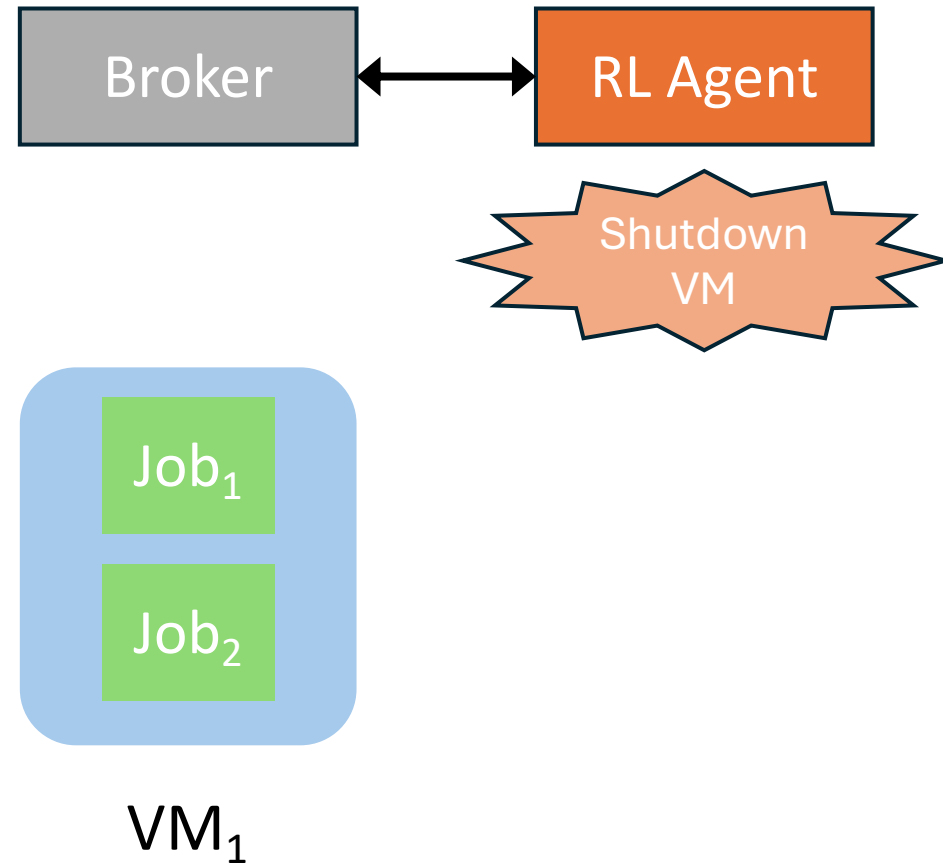 Broker
RL Agent
Shutdown
VM
Job₁
Job₂
VM₁